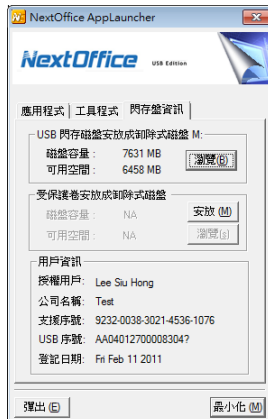 NextOffice AppLauncher
NextOffice USB Edition
應用程式 工具程式 閃存盤資訊
USB 閃存磁盤安放成卸除式磁盤 M:
磁盤容量 : 7631 MB
可用空間 : 6458 MB
瀏覽(B)
受保護卷安放成卸除式磁盤
磁盤容量 : NA
可用空間 : NA
安放 (M)
瀏覽(s)
用戶資訊
授權用戶: Lee Siu Hong
公司名稱: Test
支援序號: 9232-0038-3021-4536-1076
USB 序號: AA04012700008304?
登記日期: Fri Feb 11 2011
彈出 (E)
最小化 (M)